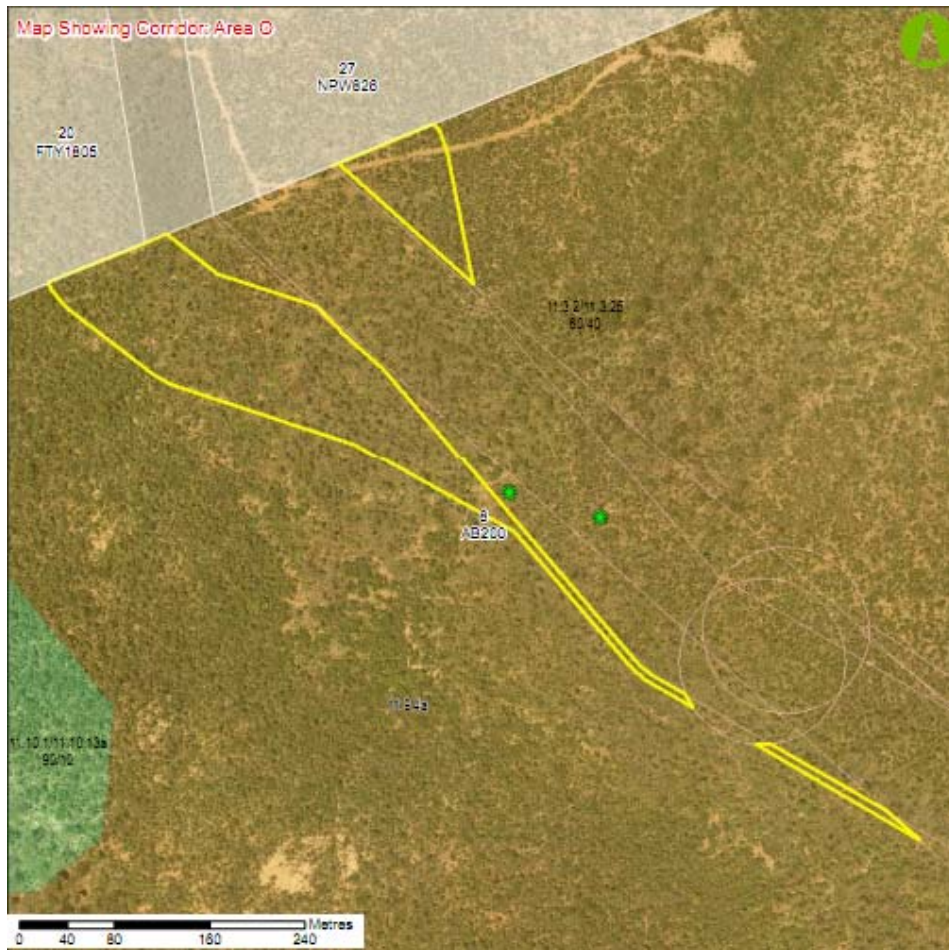 Map Showing Corridor: Area O
27
NPW826
20
FTY1805
11.3.2/11.3.25
60/40
8
AB200
11.9.4a
11.10.1/11.10.13a
90/10
Metres
0 40 80 160 240